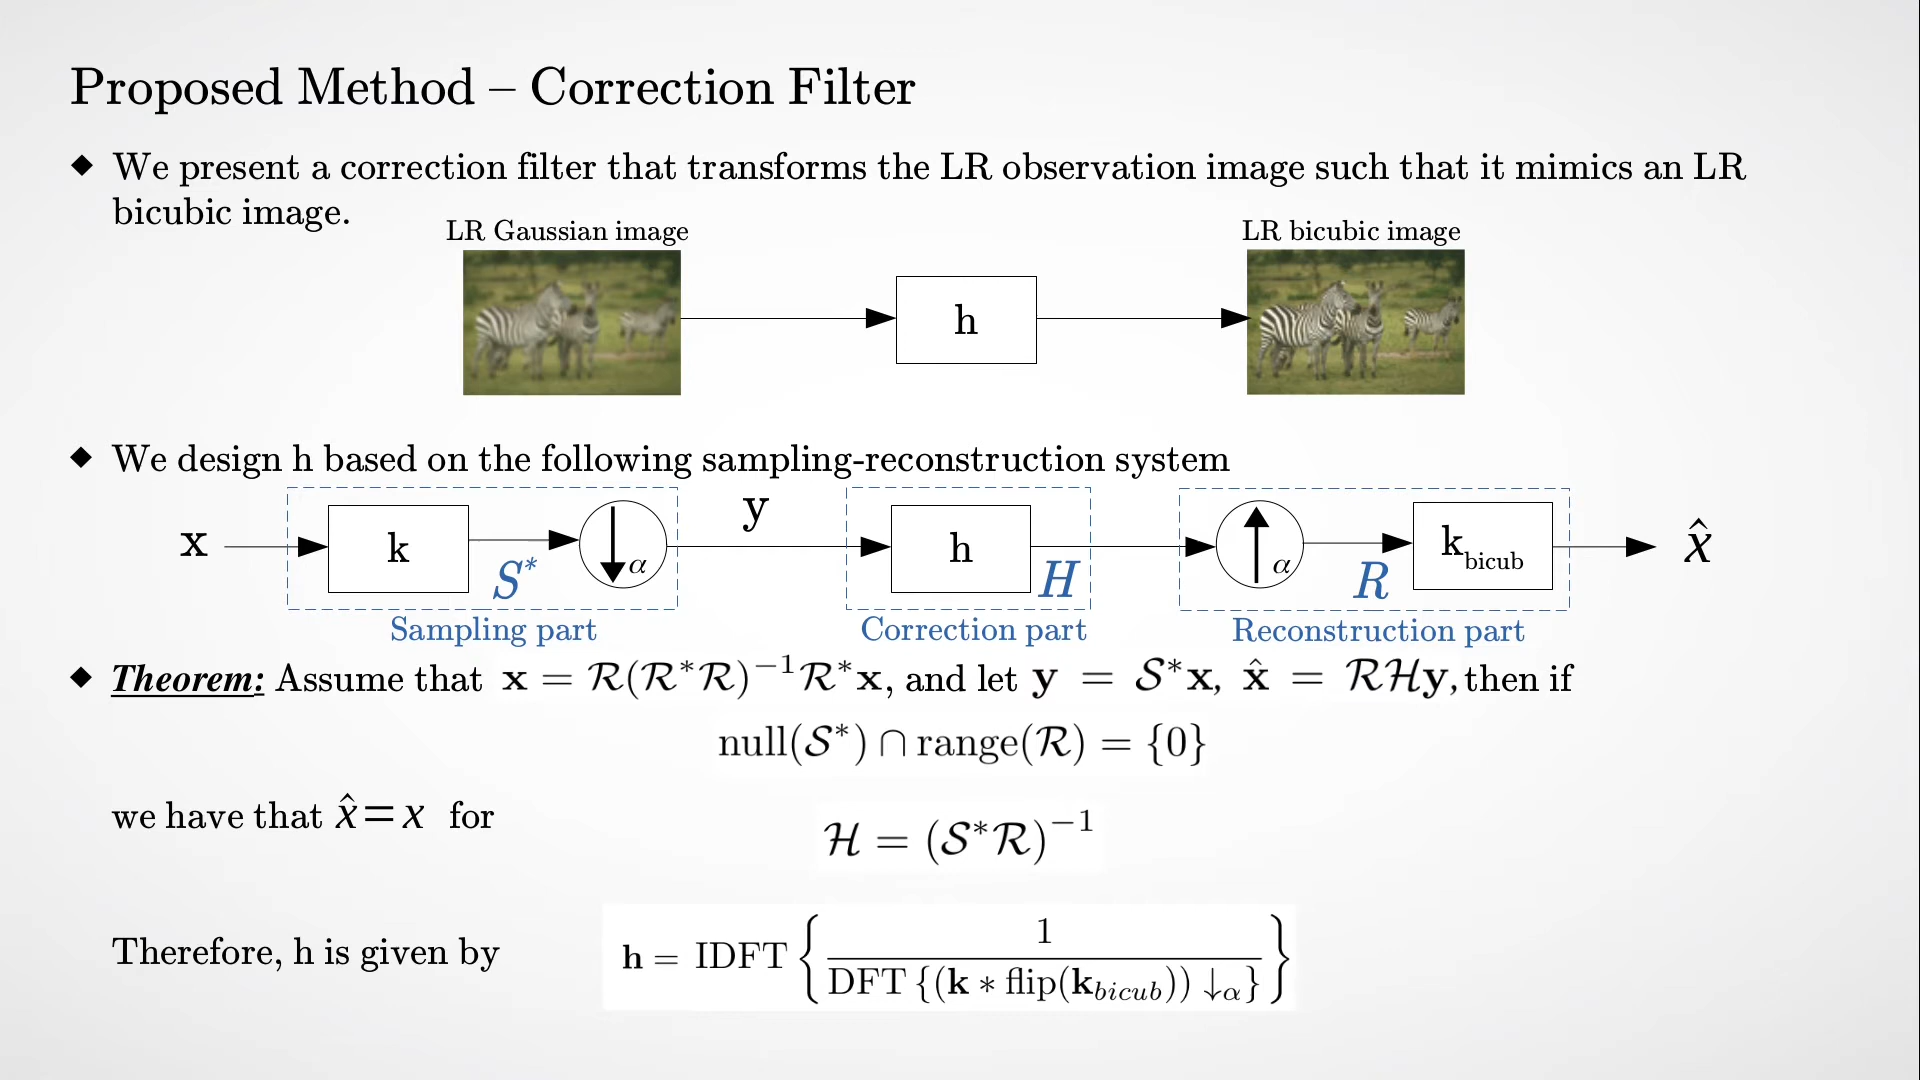 Proposed Method – Correction Filter
◆ We present a correction filter that transforms the LR observation image such that it mimics an LR
bicubic image.
LR Gaussian image
LR bicubic image
h
◆ We design h based on the following sampling-reconstruction system
x k S* ↓α y h H ↑α R k_bicub x̂
Sampling part Correction part Reconstruction part
◆ Theorem: Assume that x = R(R*R)⁻¹R*x, and let y = S*x, x̂ = RHy, then if
null(S*) ∩ range(R) = {0}
we have that x̂=x for
H = (S*R)⁻¹
Therefore, h is given by
h = IDFT { 1 / DFT {(k * flip(k_bicub)) ↓α} }